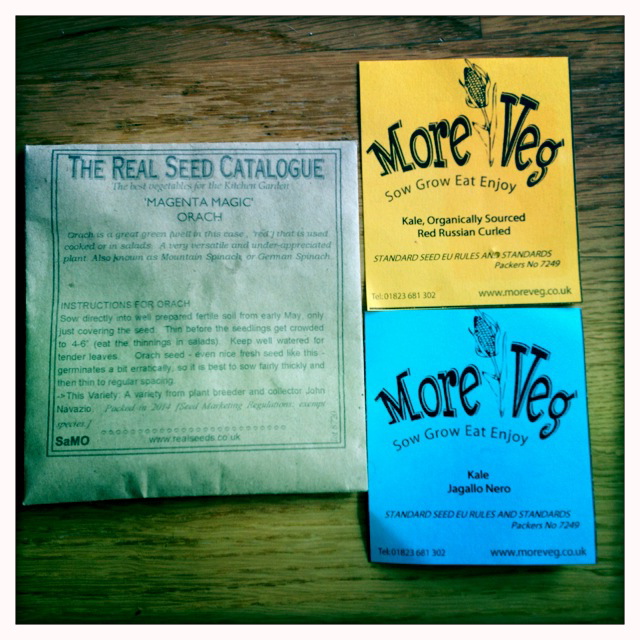 THE REAL SEED CATALOGUE
The best vegetables for the Kitchen Garden
'MAGENTA MAGIC'
ORACH
Orach is a great green (well in this case, 'red') that is used
cooked or in salads. A very versatile and under-appreciated
plant. Also known as Mountain Spinach, or German Spinach.
INSTRUCTIONS FOR ORACH
Sow directly into well prepared fertile soil from early May, only
just covering the seed. Thin before the seedlings get crowded
to 4-6" (eat the thinnings in salads). Keep well watered for
tender leaves. Orach seed - even nice fresh seed like this -
germinates a bit erratically, so it is best to sow fairly thickly and
then thin to regular spacing.
->This Variety: A variety from plant breeder and collector John
Navazio. [Packed in 2014 [Seed Marketing Regulations: exempt
species.]
SaMO www.realseeds.co.uk
More Veg
Sow Grow Eat Enjoy
Kale, Organically Sourced
Red Russian Curled
STANDARD SEED EU RULES AND STANDARDS
Packers No 7249
Tel: 01823 681 302 www.moreveg.co.uk
More Veg
Sow Grow Eat Enjoy
Kale
Jagallo Nero
STANDARD SEED EU RULES AND STANDARDS
Packers No 7249
Tel: 01823 681 302 www.moreveg.co.uk